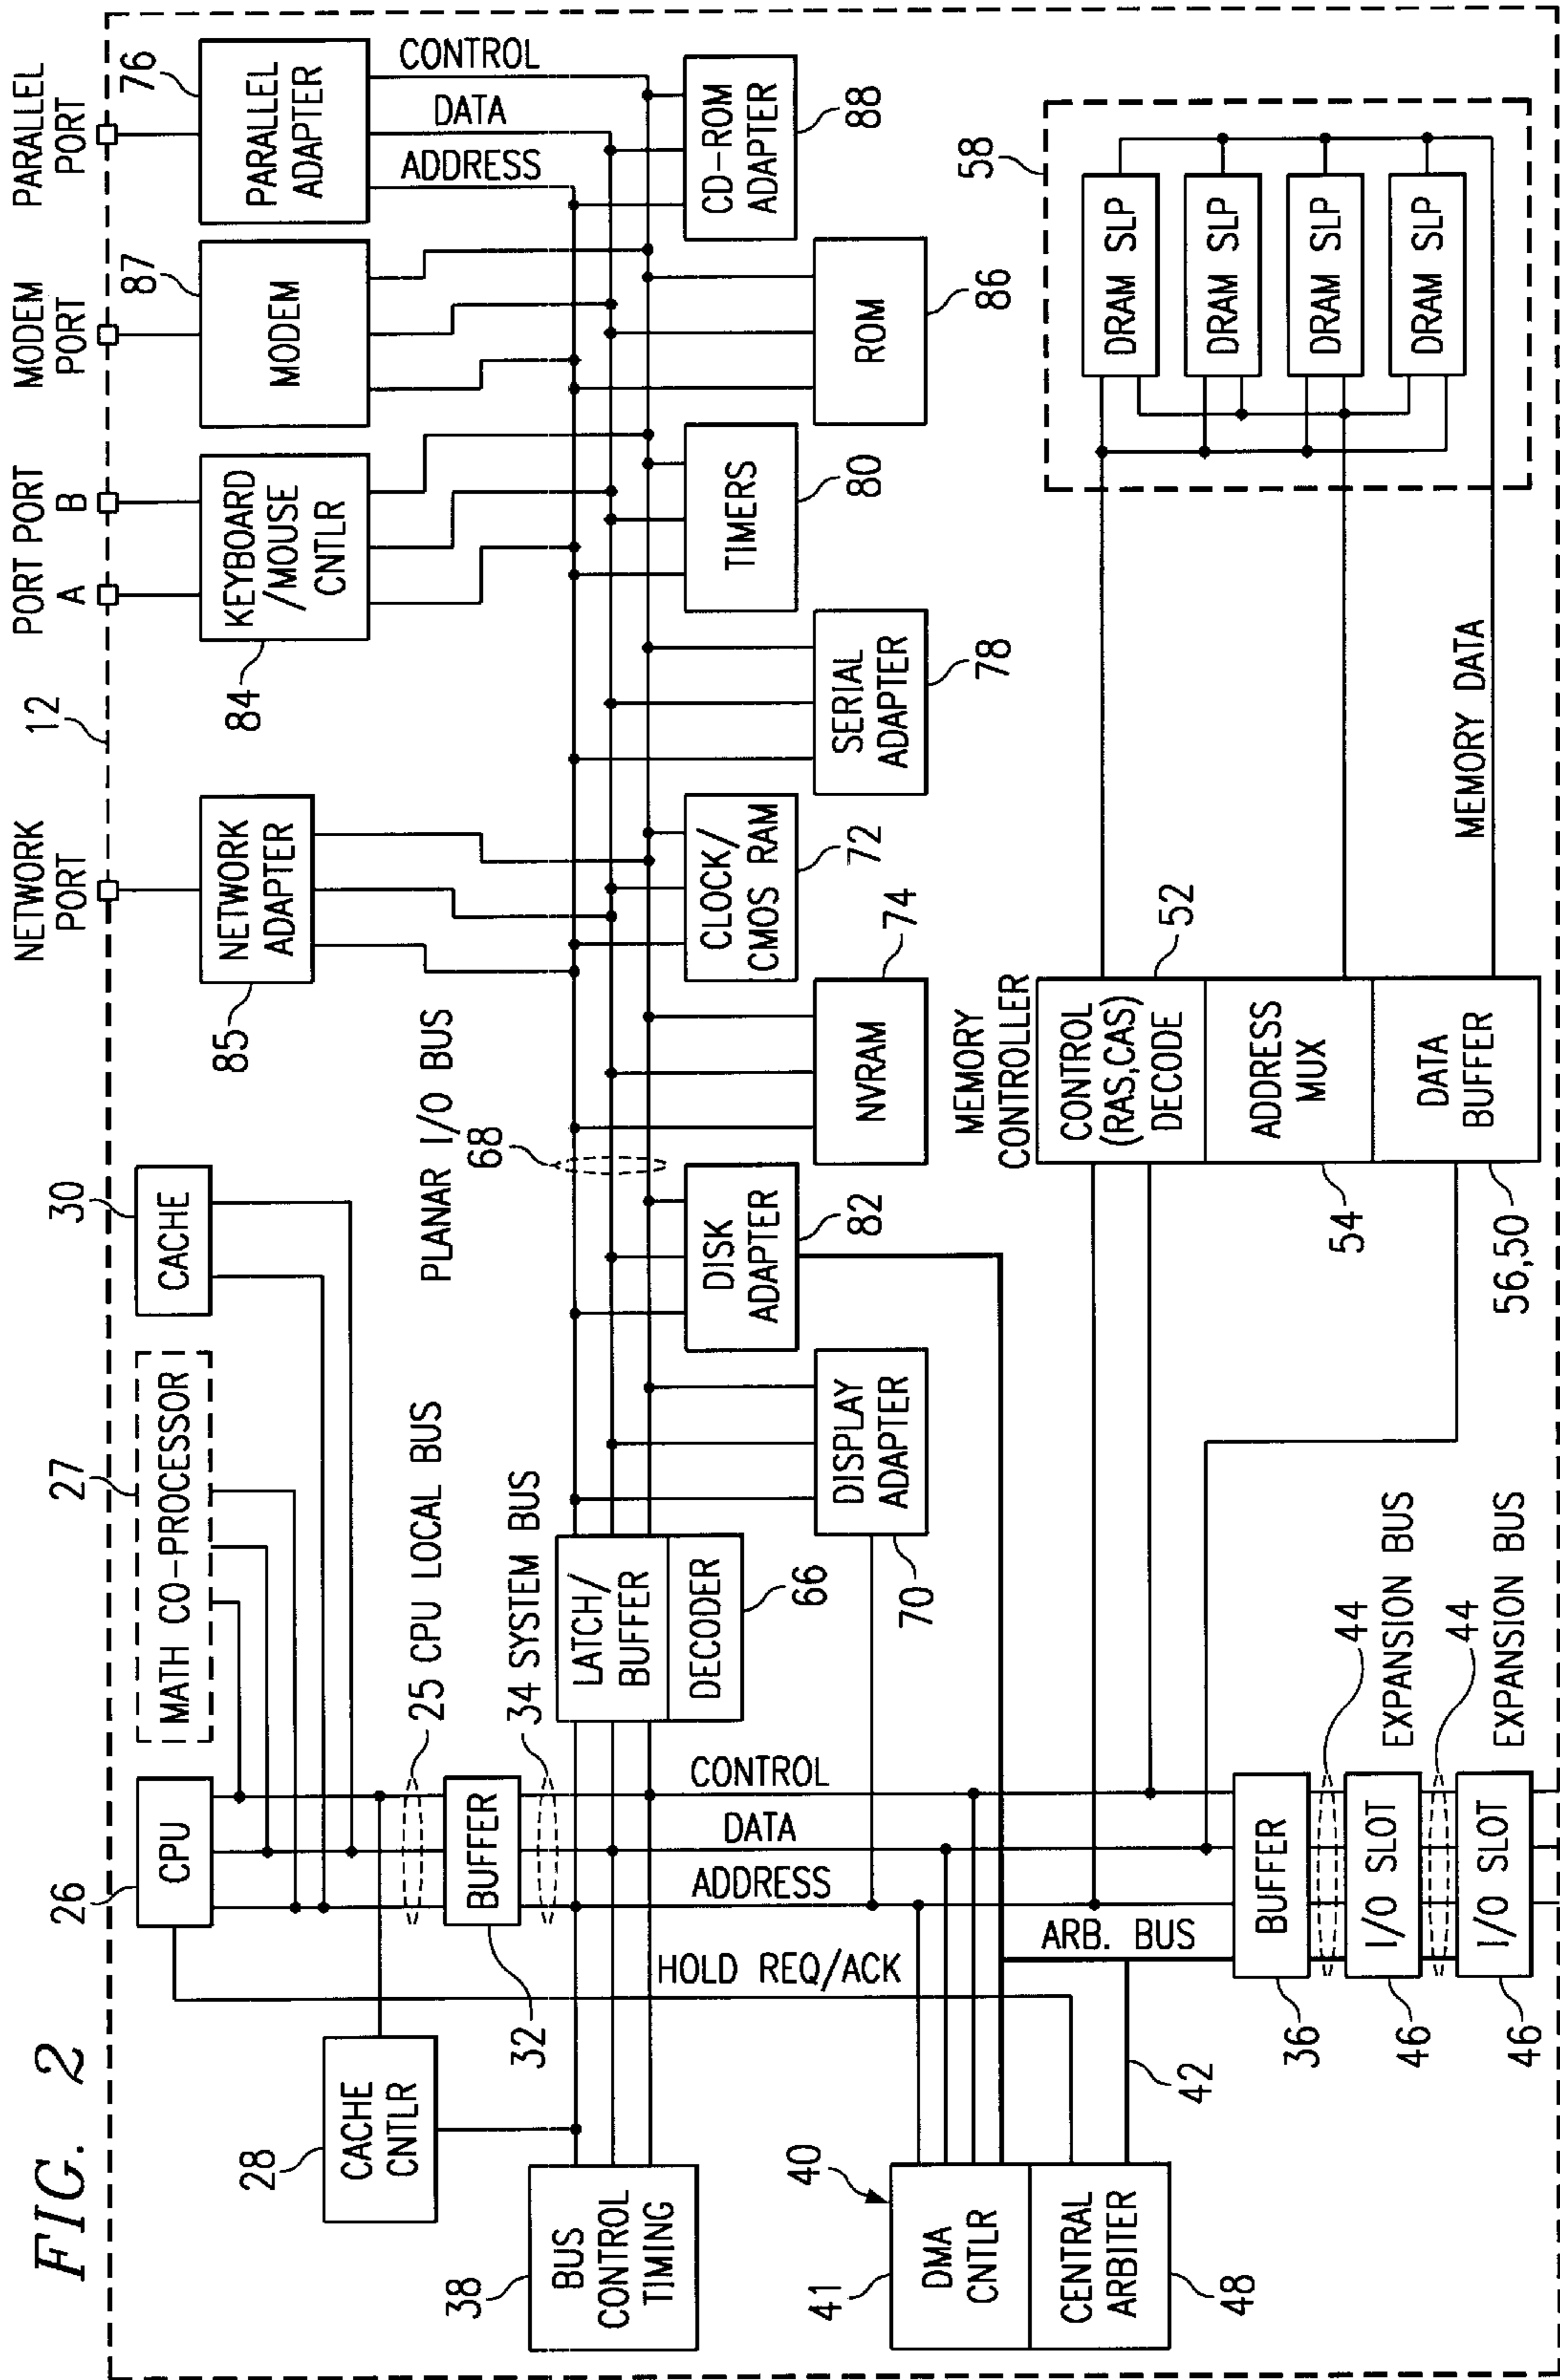 FIG. 2
12
NETWORK
PORT
PORT
A
PORT
B
MODEM
PORT
PARALLEL
PORT
26
CPU
27
MATH CO-PROCESSOR
30
CACHE
85
NETWORK
ADAPTER
84
KEYBOARD
/MOUSE
CNTLR
87
MODEM
76
PARALLEL
ADAPTER
CONTROL
DATA
ADDRESS
28
CACHE
CNTLR
25 CPU LOCAL BUS
32
BUFFER
34 SYSTEM BUS
PLANAR I/O BUS
68
38
BUS
CONTROL
TIMING
LATCH/
BUFFER
DECODER
66
DISPLAY
ADAPTER
70
DISK
ADAPTER
82
NVRAM
74
CLOCK/
CMOS RAM
72
SERIAL
ADAPTER
78
TIMERS
80
ROM
86
CD-ROM
ADAPTER
88
CONTROL
DATA
ADDRESS
HOLD REQ/ACK
ARB. BUS
40
41
DMA
CNTLR
CENTRAL
ARBITER
48
42
MEMORY
CONTROLLER
CONTROL
(RAS,CAS)
DECODE
52
ADDRESS
MUX
54
DATA
BUFFER
56,50
MEMORY DATA
58
DRAM SLP
DRAM SLP
DRAM SLP
DRAM SLP
36
BUFFER
44
EXPANSION BUS
46
I/O SLOT
44
EXPANSION BUS
46
I/O SLOT